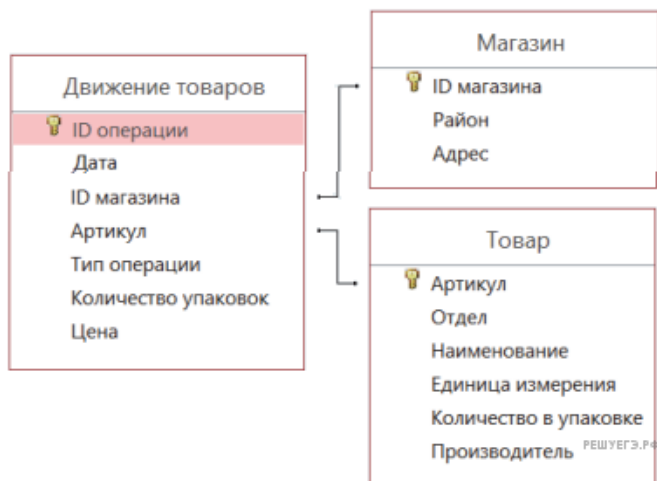 Движение товаров
ID операции
Дата
ID магазина
Артикул
Тип операции
Количество упаковок
Цена
Магазин
ID магазина
Район
Адрес
Товар
Артикул
Отдел
Наименование
Единица измерения
Количество в упаковке
Производитель
РЕШУЕГЭ.РФ